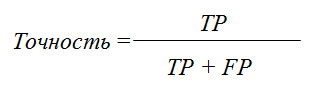 Точность = TP / TP + FP